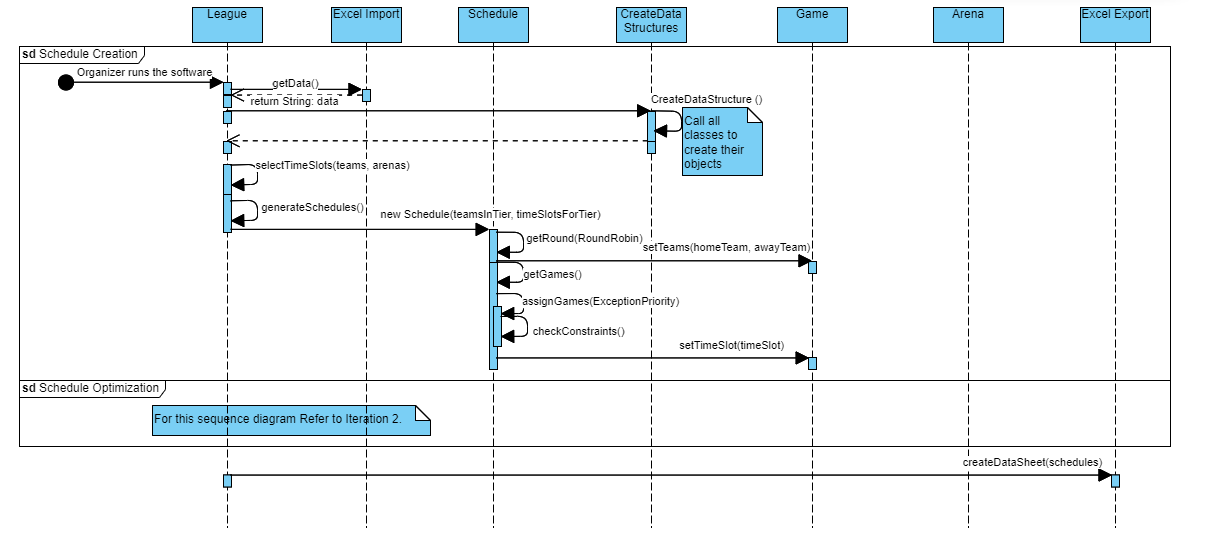 League
Excel Import
Schedule
CreateData
Structures
Game
Arena
Excel Export
sd Schedule Creation
Organizer runs the software
getData()
return String: data
CreateDataStructure ()
Call all
classes to
create their
objects
selectTimeSlots(teams, arenas)
generateSchedules()
new Schedule(teamsInTier, timeSlotsForTier)
getRound(RoundRobin)
setTeams(homeTeam, awayTeam)
getGames()
assignGames(ExceptionPriority)
checkConstraints()
setTimeSlot(timeSlot)
sd Schedule Optimization
For this sequence diagram Refer to Iteration 2.
createDataSheet(schedules)